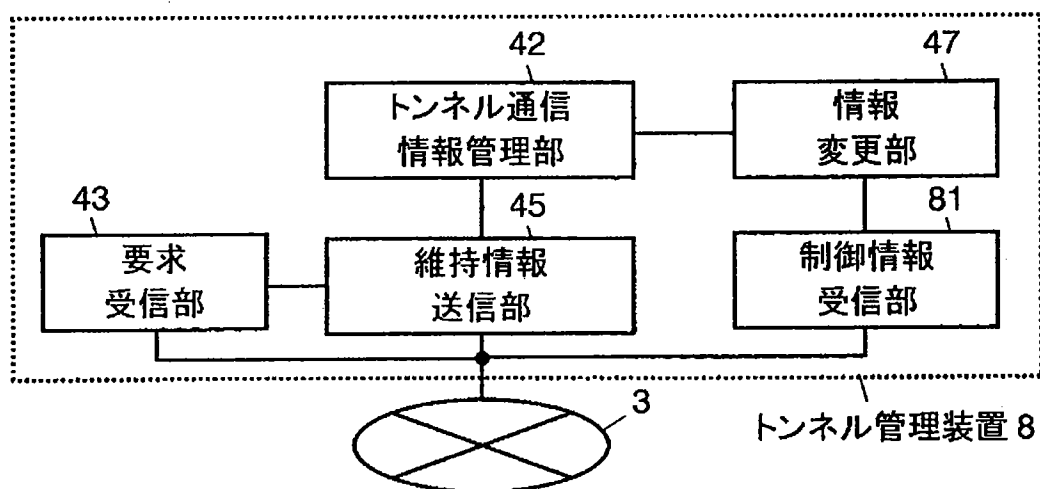 42
トンネル通信
情報管理部
47
情報
変更部
43
要求
受信部
45
維持情報
送信部
81
制御情報
受信部
3
トンネル管理装置 8